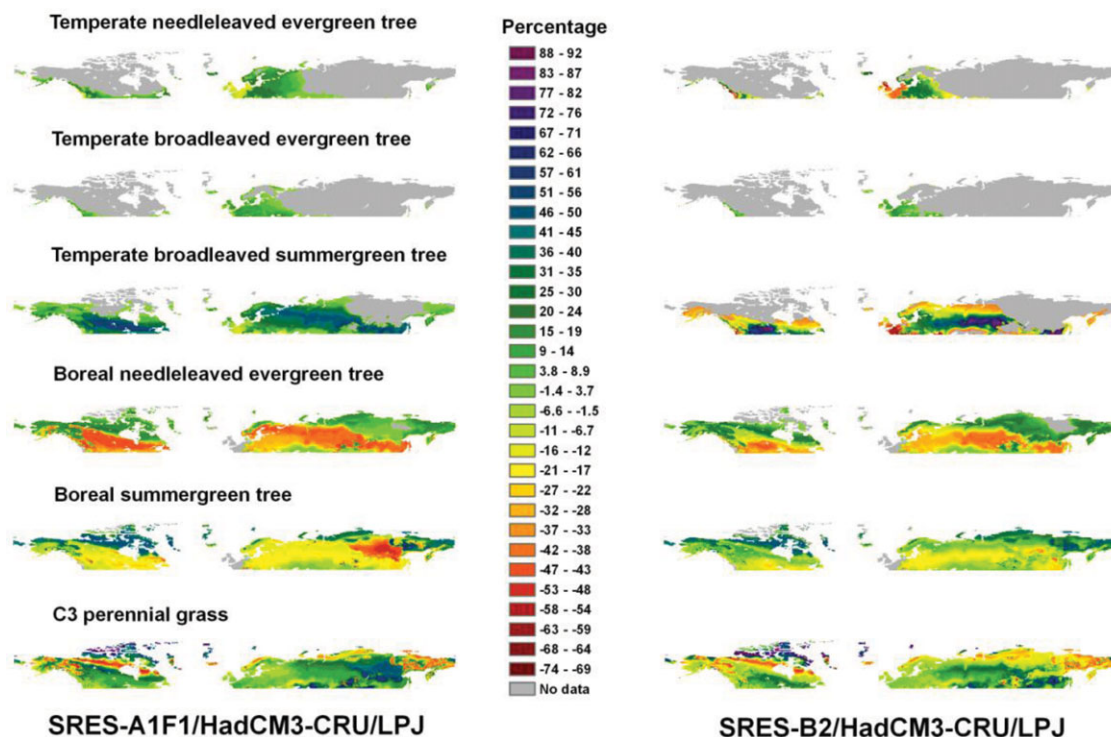 Temperate needleleaved evergreen tree
Temperate broadleaved evergreen tree
Temperate broadleaved summergreen tree
Boreal needleleaved evergreen tree
Boreal summergreen tree
C3 perennial grass
SRES-A1F1/HadCM3-CRU/LPJ
Percentage
88 - 92
83 - 87
77 - 82
72 - 76
67 - 71
62 - 66
57 - 61
51 - 56
46 - 50
41 - 45
36 - 40
31 - 35
25 - 30
20 - 24
15 - 19
9 - 14
3.8 - 8.9
-1.4 - 3.7
-6.6 - -1.5
-11 - -6.7
-16 - -12
-21 - -17
-27 - -22
-32 - -28
-37 - -33
-42 - -38
-47 - -43
-53 - -48
-58 - -54
-63 - -59
-68 - -64
-74 - -69
No data
SRES-B2/HadCM3-CRU/LPJ